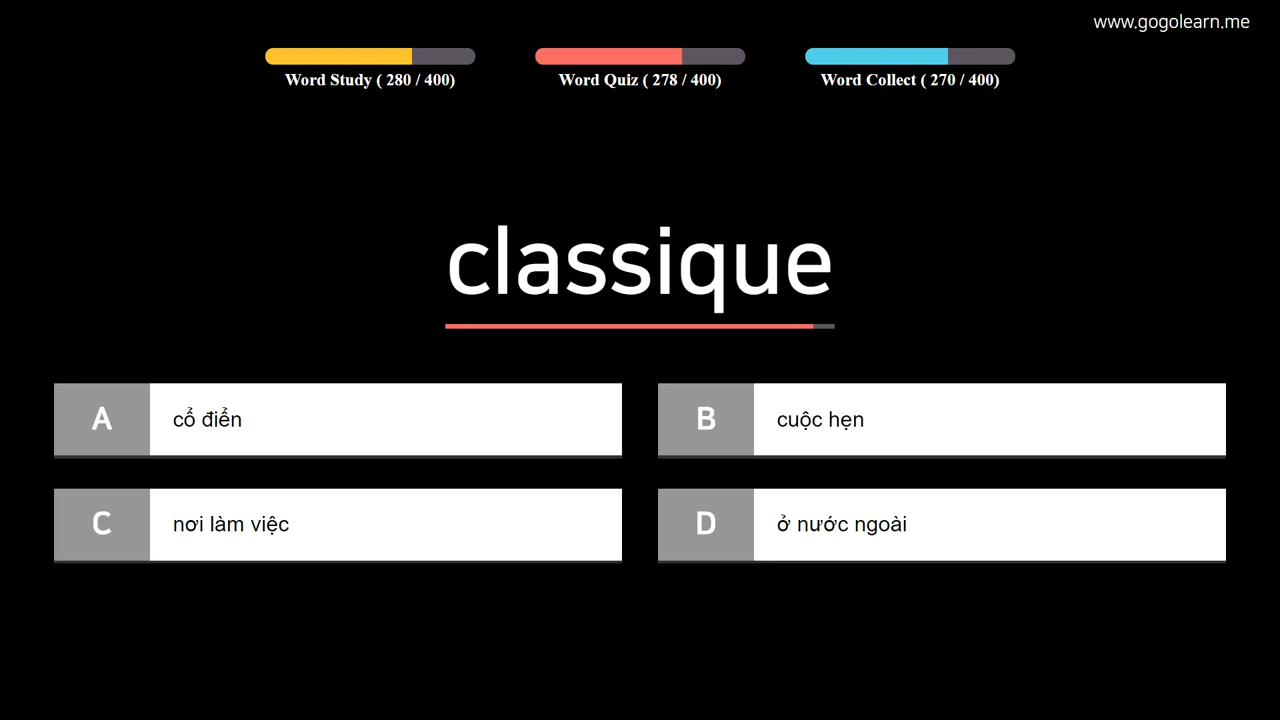 www.gogolearn.me
Word Study ( 280 / 400)
Word Quiz ( 278 / 400)
Word Collect ( 270 / 400)
classique
A
cổ điển
B
cuộc hẹn
C
nơi làm việc
D
ở nước ngoài